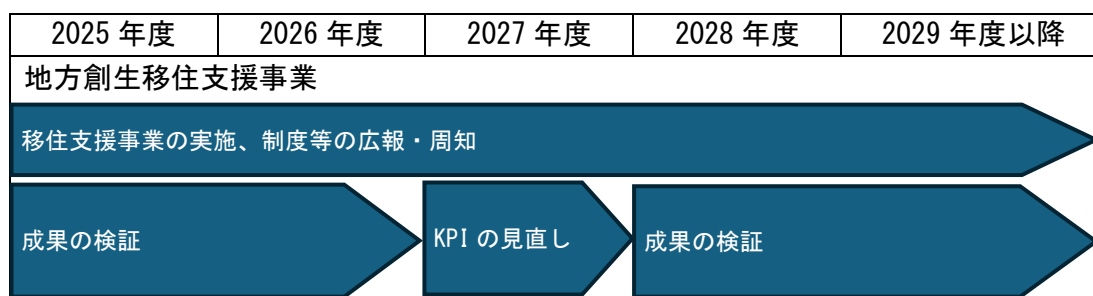 2025 年度 2026 年度 2027 年度 2028 年度 2029 年度以降
地方創生移住支援事業
移住支援事業の実施、制度等の広報・周知
成果の検証 KPI の見直し 成果の検証